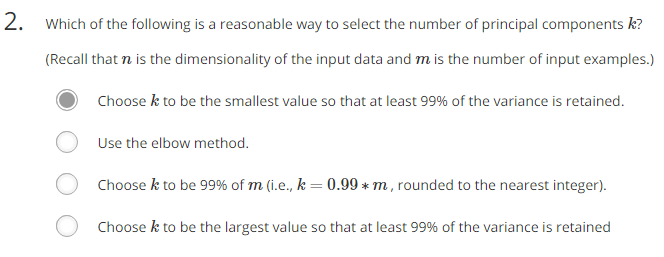 2. Which of the following is a reasonable way to select the number of principal components k?
(Recall that n is the dimensionality of the input data and m is the number of input examples.)
Choose k to be the smallest value so that at least 99% of the variance is retained.
Use the elbow method.
Choose k to be 99% of m (i.e., k = 0.99 ∗ m, rounded to the nearest integer).
Choose k to be the largest value so that at least 99% of the variance is retained